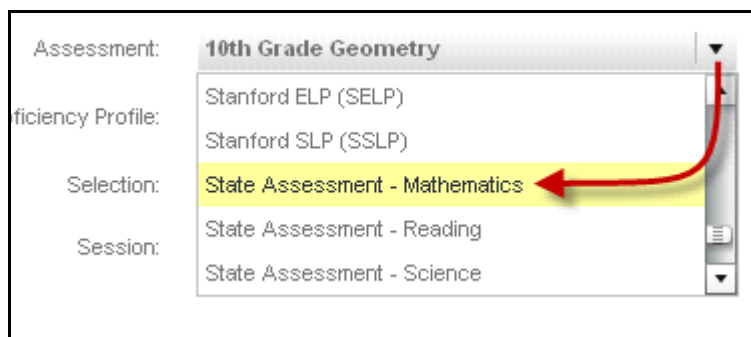 Assessment: 10th Grade Geometry
Stanford ELP (SELP)
ficiency Profile:
Stanford SLP (SSLP)
Selection: State Assessment - Mathematics
State Assessment - Reading
Session:
State Assessment - Science